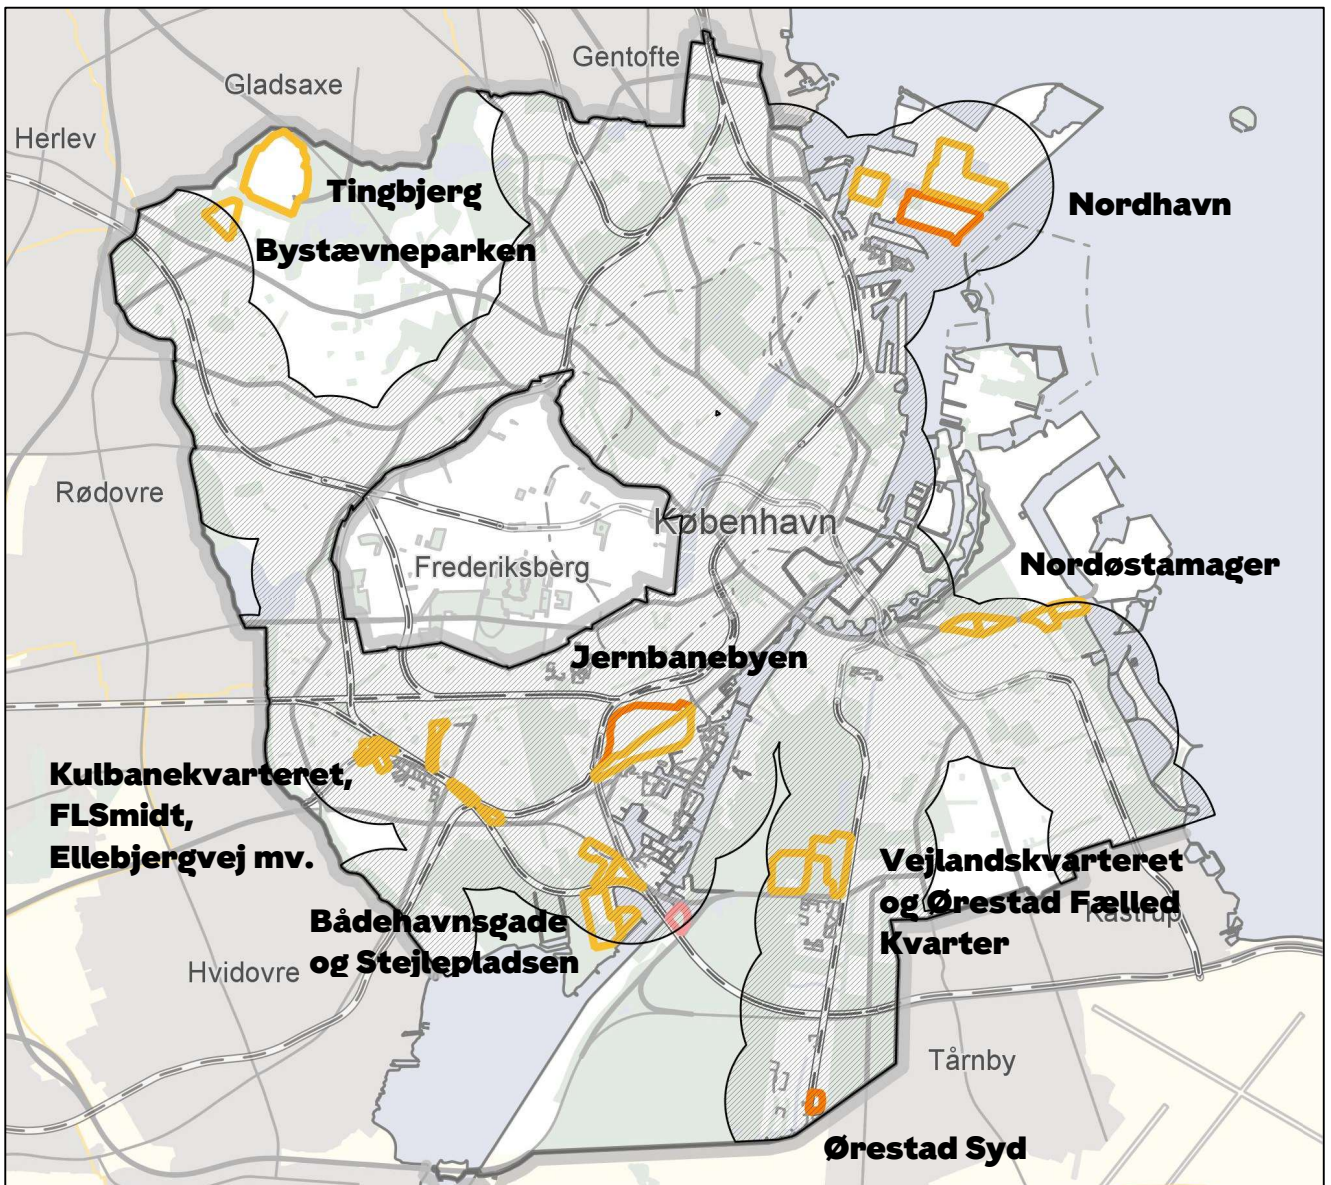 Gentofte
Gladsaxe
Herlev
Tingbjerg
Nordhavn
Bystævneparken
Rødovre
København
Frederiksberg
Nordøstamager
Jernbanebyen
Kulbanekvarteret,
FLSmidt,
Ellebjergvej mv.
Vejlandskvarteret
og Ørestad Fælled
Kvarter
Kastrup
Bådehavnsgade
og Stejlepladsen
Hvidovre
Tårnby
Ørestad Syd